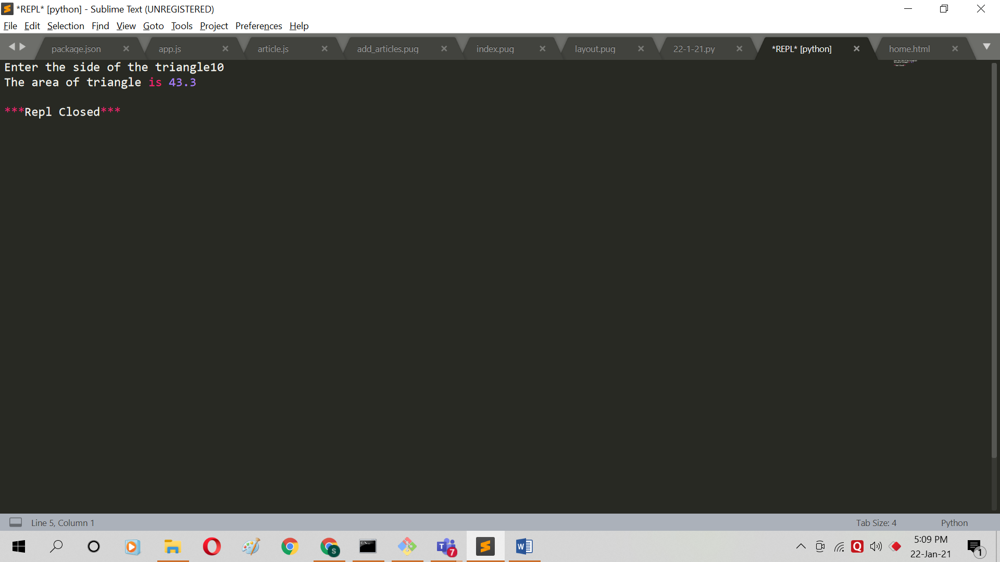 *REPL* [python] - Sublime Text (UNREGISTERED)
File Edit Selection Find View Goto Tools Project Preferences Help
package.json × app.js × article.js × add_articles.pug × index.pug × layout.pug × 22-1-21.py × *REPL* [python] × home.html ×
Enter the side of the triangle10
The area of triangle is 43.3
***Repl Closed***
Line 5, Column 1 Tab Size: 4 Python
S T 7 W Q 5:09 PM
22-Jan-21 1